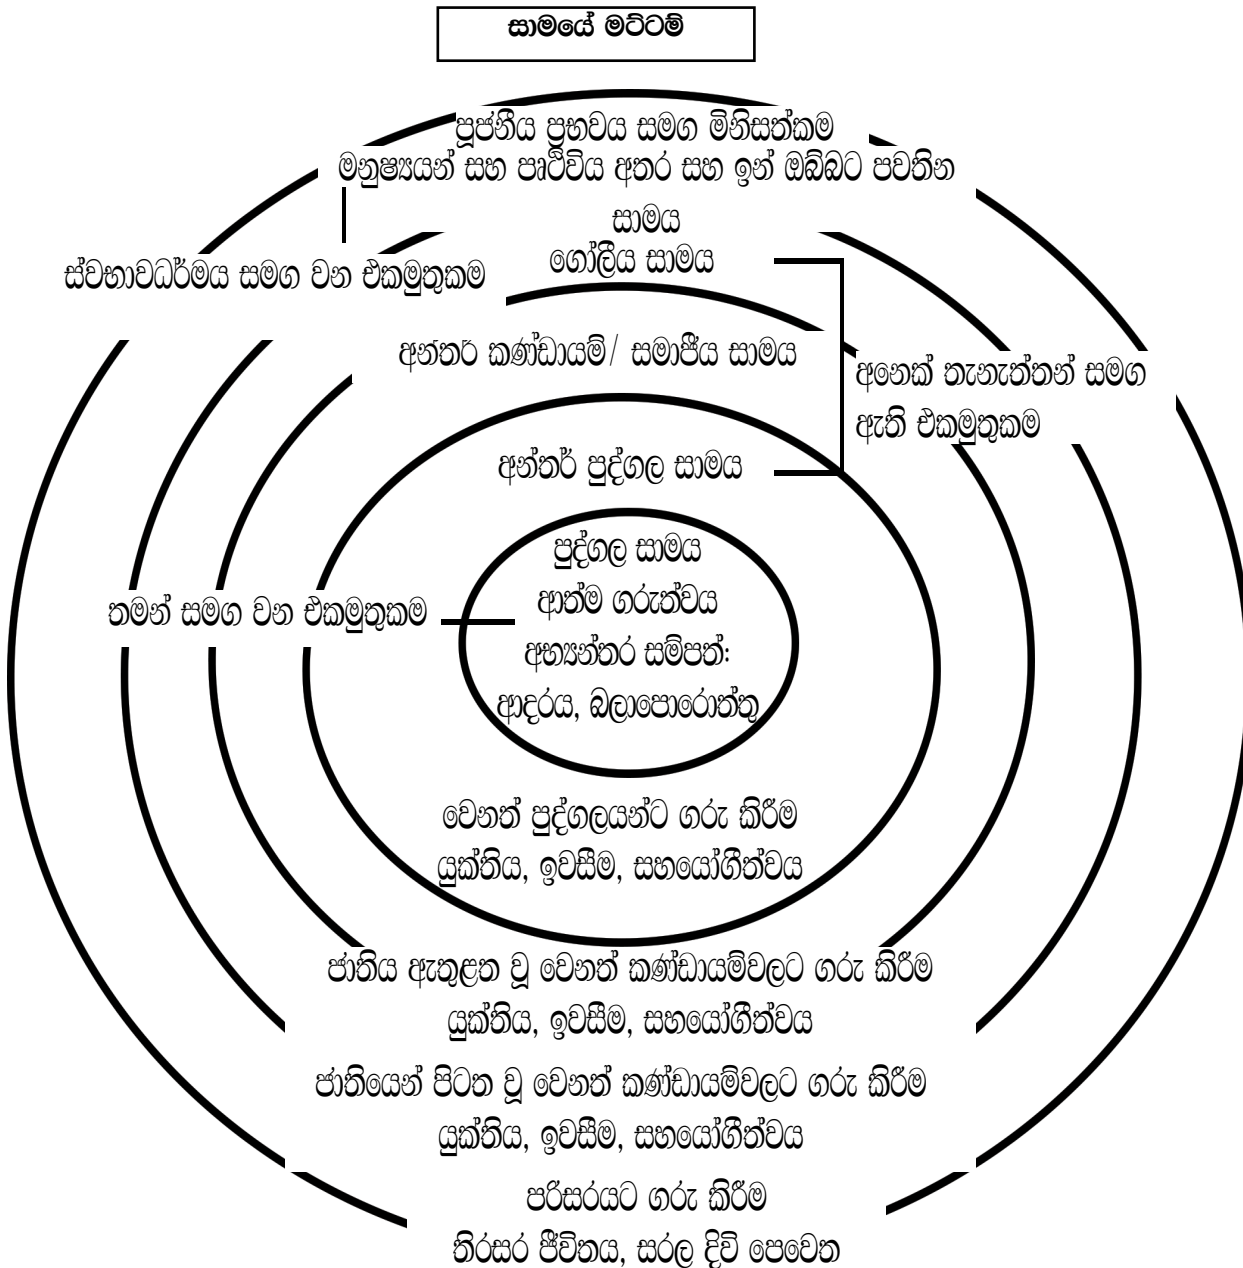 සාමයේ මට්ටම්
පූජනීය ප්‍රභවය සමග මිනිසත්කම
මනුෂ්‍යයන් සහ පෘථිවිය අතර සහ ඉන් ඔබ්බට පවතින
සාමය
ගෝලීය සාමය
ස්වභාවධර්මය සමග වන එකමුතුකම
අන්තර් කණ්ඩායම්/ සමාජීය සාමය
අනෙක් තැනැත්තන් සමග
ඇති එකමුතුකම
අන්තර් පුද්ගල සාමය
පුද්ගල සාමය
ආත්ම ගරුත්වය
තමන් සමග වන එකමුතුකම
අභ්‍යන්තර සම්පත්:
ආදරය, බලාපොරොත්තු
වෙනත් පුද්ගලයන්ට ගරු කිරීම
යුක්තිය, ඉවසීම, සහයෝගීත්වය
ජාතිය ඇතුළත වූ වෙනත් කණ්ඩායම්වලට ගරු කිරීම
යුක්තිය, ඉවසීම, සහයෝගීත්වය
ජාතියෙන් පිටත වූ වෙනත් කණ්ඩායම්වලට ගරු කිරීම
යුක්තිය, ඉවසීම, සහයෝගීත්වය
පරිසරයට ගරු කිරීම
තිරසර ජීවිතය, සරල දිවි පෙවෙත